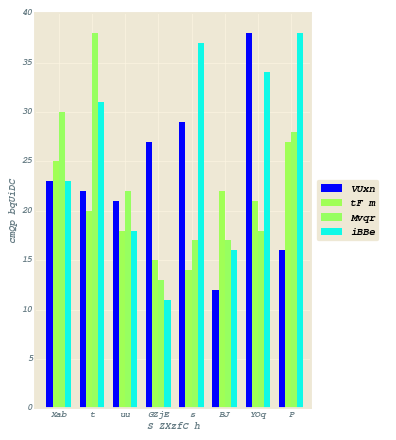 40
35
30
25
20
15
10
5
0
cmQp bqUiDC
Xab t uu GZjE s BJ YOq P
S ZXzfC h
VUxn
tF m
Mvqr
iBBe